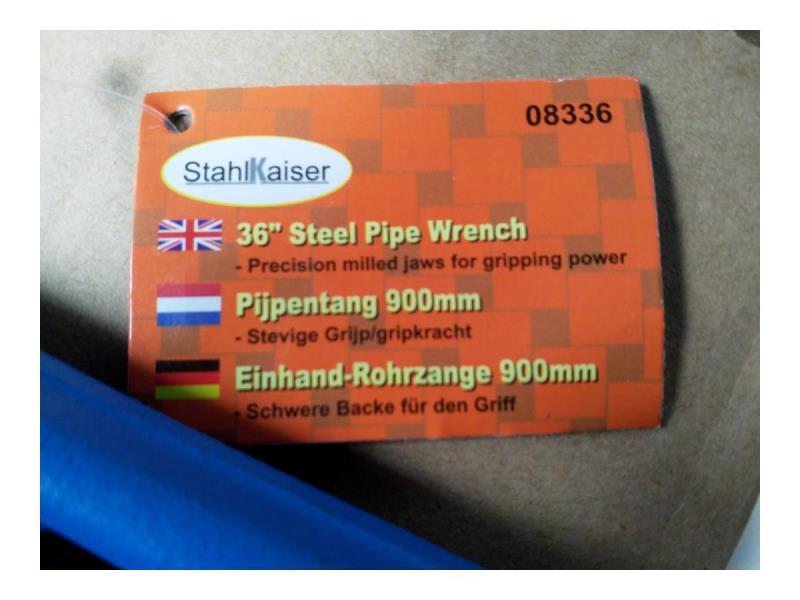 08336
StahlKaiser
36" Steel Pipe Wrench
- Precision milled jaws for gripping power
Pijpentang 900mm
- Stevige Grijp/gripkracht
Einhand-Rohrzange 900mm
- Schwere Backe für den Griff